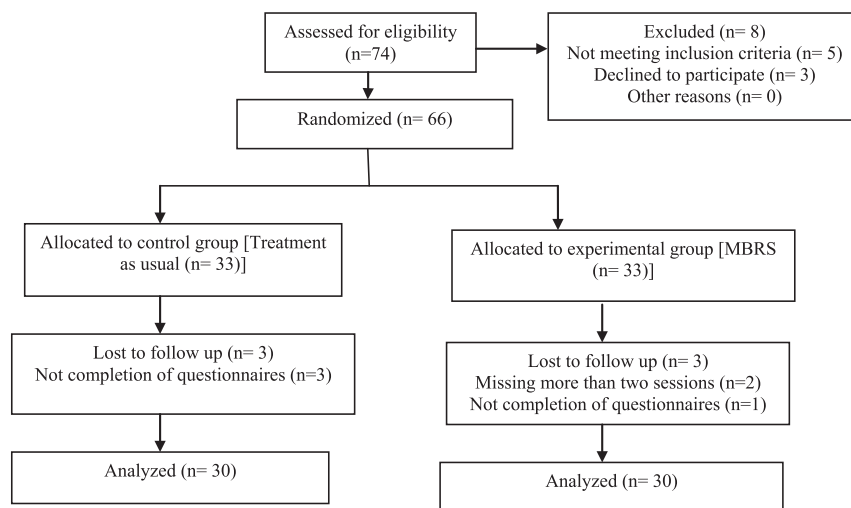 Assessed for eligibility
(n=74)
Excluded (n= 8)
Not meeting inclusion criteria (n= 5)
Declined to participate (n= 3)
Other reasons (n= 0)
Randomized (n= 66)
Allocated to control group [Treatment
as usual (n= 33)]
Allocated to experimental group [MBRS
(n= 33)]
Lost to follow up (n= 3)
Not completion of questionnaires (n=3)
Lost to follow up (n= 3)
Missing more than two sessions (n=2)
Not completion of questionnaires (n=1)
Analyzed (n= 30)
Analyzed (n= 30)